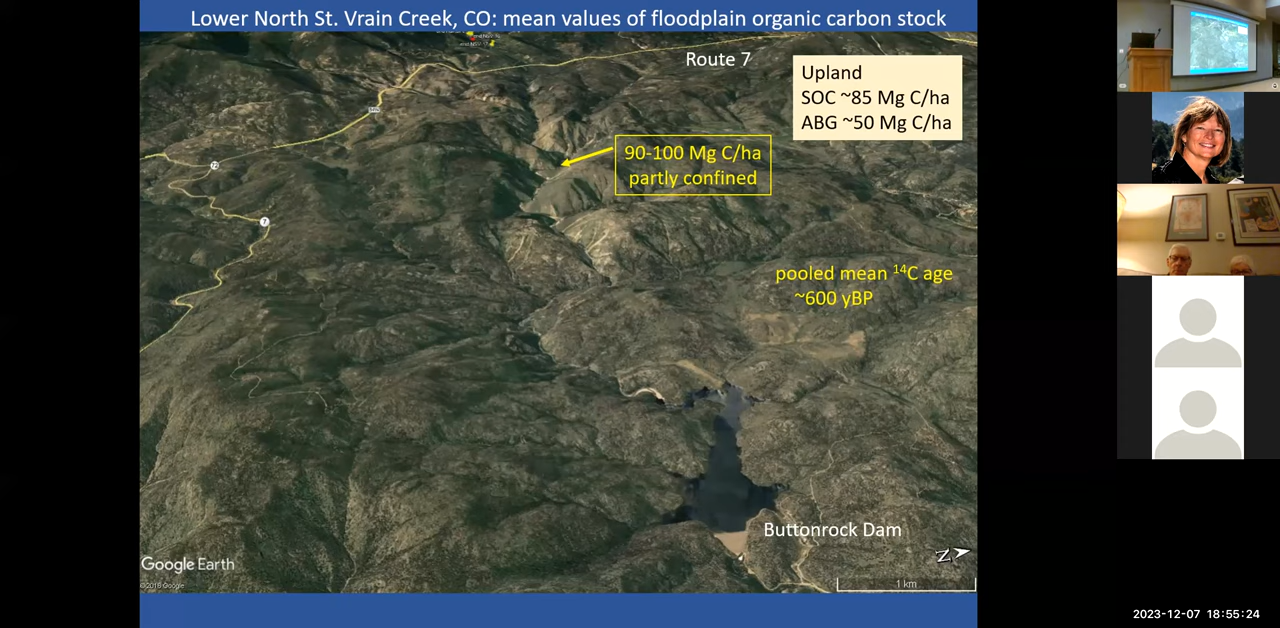 Lower North St. Vrain Creek, CO: mean values of floodplain organic carbon stock
Route 7
Upland
SOC ~85 Mg C/ha
ABG ~50 Mg C/ha
90-100 Mg C/ha
partly confined
72
7
pooled mean ¹⁴C age
~600 yBP
Buttonrock Dam
N
Google Earth
1 km
2023-12-07 18:55:24